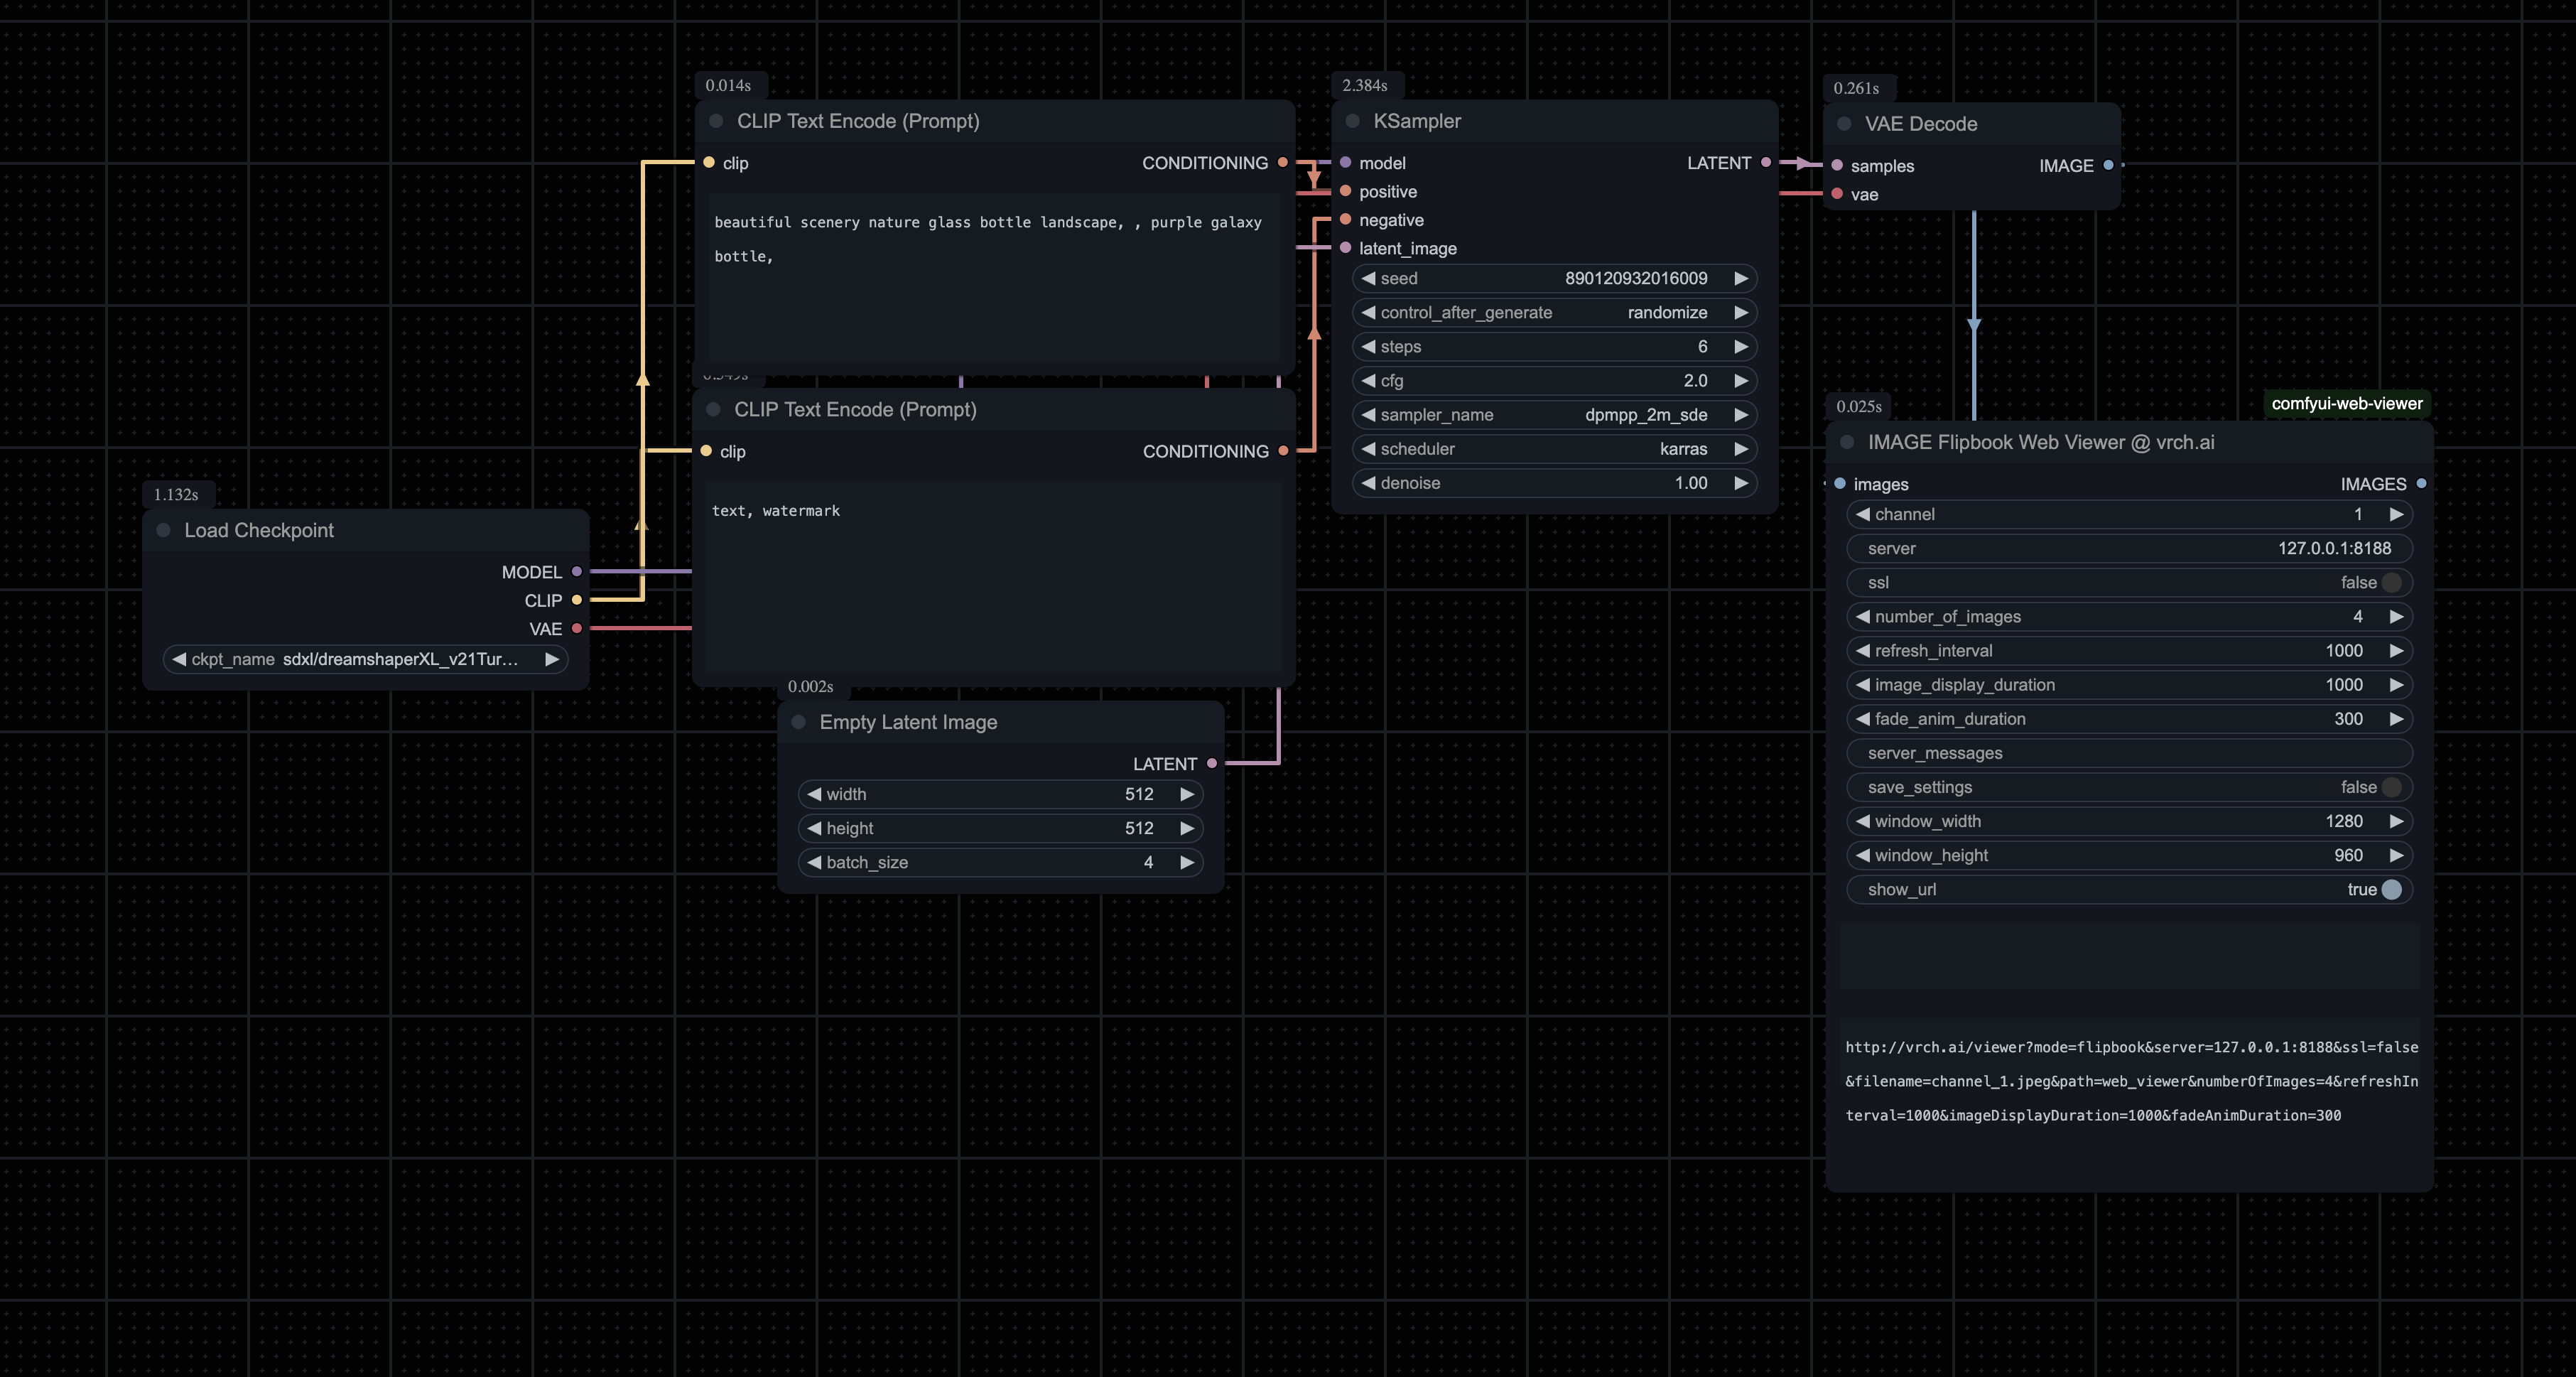 1.132s
Load Checkpoint
MODEL
CLIP
VAE
ckpt_name sdxl/dreamshaperXL_v21Tur...
0.014s
CLIP Text Encode (Prompt)
clip CONDITIONING
beautiful scenery nature glass bottle landscape, , purple galaxy
bottle,
CLIP Text Encode (Prompt)
clip CONDITIONING
text, watermark
0.002s
Empty Latent Image
LATENT
width 512
height 512
batch_size 4
2.384s
KSampler
model LATENT
positive
negative
latent_image
seed 890120932016009
control_after_generate randomize
steps 6
cfg 2.0
sampler_name dpmpp_2m_sde
scheduler karras
denoise 1.00
0.261s
VAE Decode
samples IMAGE
vae
0.025s
comfyui-web-viewer
IMAGE Flipbook Web Viewer @ vrch.ai
images IMAGES
channel 1
server 127.0.0.1:8188
ssl false
number_of_images 4
refresh_interval 1000
image_display_duration 1000
fade_anim_duration 300
server_messages
save_settings false
window_width 1280
window_height 960
show_url true
http://vrch.ai/viewer?mode=flipbook&server=127.0.0.1:8188&ssl=false
&filename=channel_1.jpeg&path=web_viewer&numberOfImages=4&refreshIn
terval=1000&imageDisplayDuration=1000&fadeAnimDuration=300